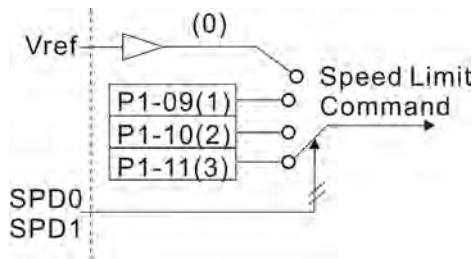 (0)
Vref
Speed Limit
Command
P1-09(1)
P1-10(2)
P1-11(3)
SPD0
SPD1